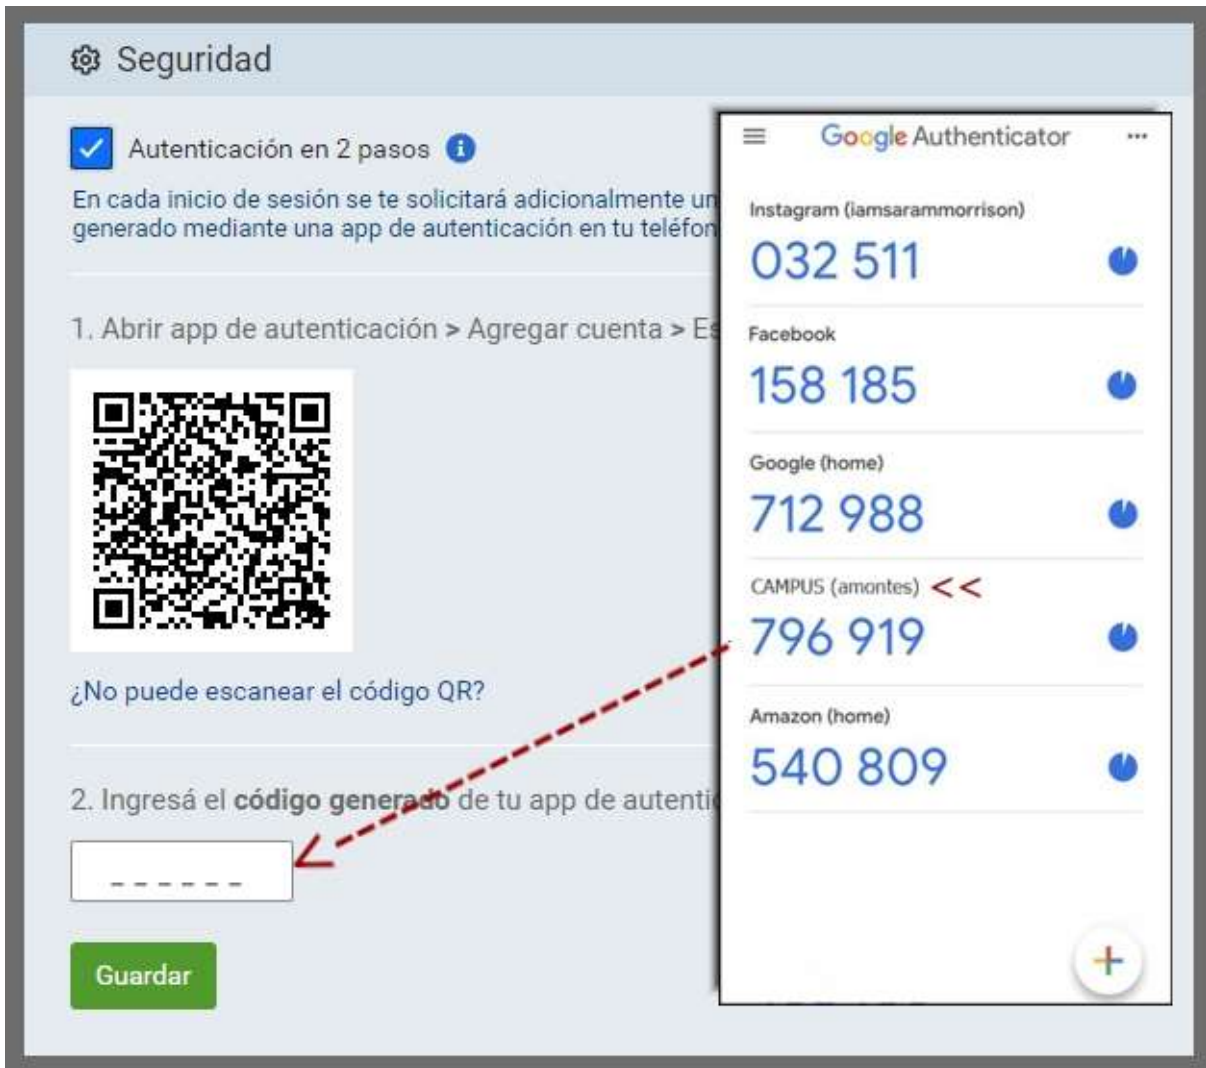 Seguridad
Autenticación en 2 pasos
En cada inicio de sesión se te solicitará adicionalmente un
generado mediante una app de autenticación en tu
1. Abrir app de autenticación > Agregar cuenta >
¿No puede escanear el código QR?
2. Ingresá el código generado de tu app de
_ _ _ _ _ _
Guardar
Google Authenticator
Instagram (iamsarammorrison)
032 511
Facebook
158 185
Google (home)
712 988
CAMPUS (amontes) <<
796 919
Amazon (home)
540 809